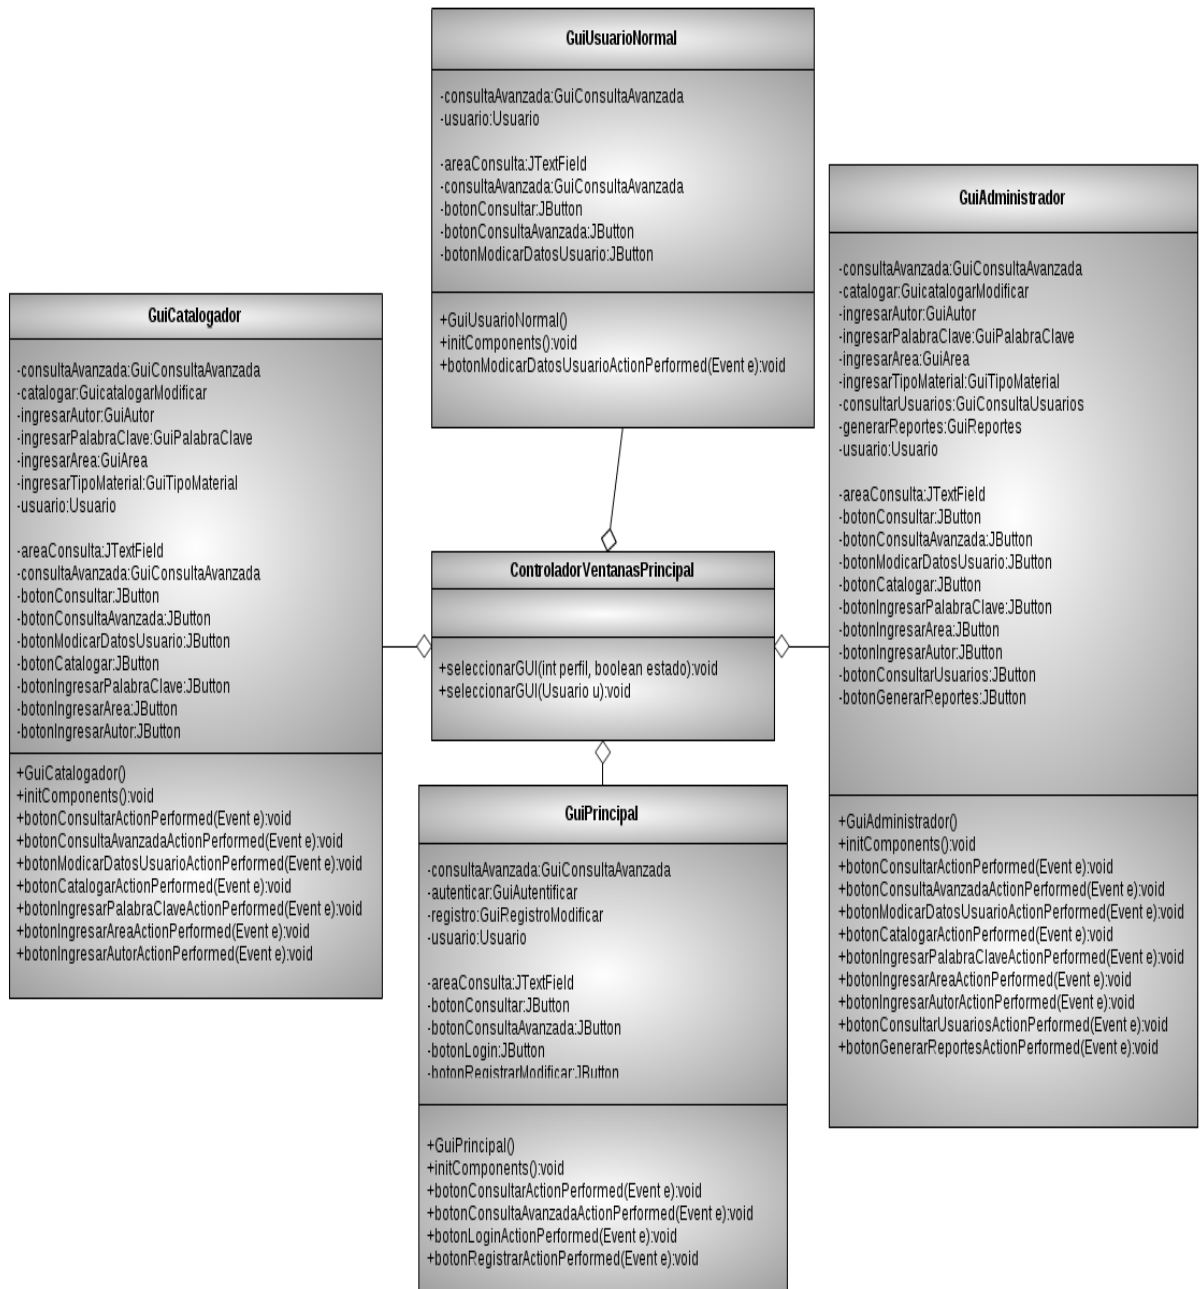 GuiUsuarioNormal
-consultaAvanzada:GuiConsultaAvanzada
-usuario:Usuario
-areaConsulta:JTextField
-consultaAvanzada:GuiConsultaAvanzada
-botonConsultar:JButton
-botonConsultaAvanzada:JButton
-botonModicarDatosUsuario:JButton
+GuiUsuarioNormal()
+initComponents():void
+botonModicarDatosUsuarioActionPerformed(Event e):void
GuiCatalogador
-consultaAvanzada:GuiConsultaAvanzada
-catalogar:GuicatalogarModificar
-ingresarAutor:GuiAutor
-ingresarPalabraClave:GuiPalabraClave
-ingresarArea:GuiArea
-ingresarTipoMaterial:GuiTipoMaterial
-usuario:Usuario
-areaConsulta:JTextField
-consultaAvanzada:GuiConsultaAvanzada
-botonConsultar:JButton
-botonConsultaAvanzada:JButton
-botonModicarDatosUsuario:JButton
-botonCatalogar:JButton
-botonIngresarPalabraClave:JButton
-botonIngresarArea:JButton
-botonIngresarAutor:JButton
+GuiCatalogador()
+initComponents():void
+botonConsultarActionPerformed(Event e):void
+botonConsultaAvanzadaActionPerformed(Event e):void
+botonModicarDatosUsuarioActionPerformed(Event e):void
+botonCatalogarActionPerformed(Event e):void
+botonIngresarPalabraClaveActionPerformed(Event e):void
+botonIngresarAreaActionPerformed(Event e):void
+botonIngresarAutorActionPerformed(Event e):void
ControladorVentanasPrincipal
+seleccionarGUI(int perfil, boolean estado):void
+seleccionarGUI(Usuario u):void
GuiPrincipal
-consultaAvanzada:GuiConsultaAvanzada
-autenticar:GuiAutentificar
-registro:GuiRegistroModificar
-usuario:Usuario
-areaConsulta:JTextField
-botonConsultar:JButton
-botonConsultaAvanzada:JButton
-botonLogin:JButton
-botonRegistrarModificar:JButton
+GuiPrincipal()
+initComponents():void
+botonConsultarActionPerformed(Event e):void
+botonConsultaAvanzadaActionPerformed(Event e):void
+botonLoginActionPerformed(Event e):void
+botonRegistrarActionPerformed(Event e):void
GuiAdministrador
-consultaAvanzada:GuiConsultaAvanzada
-catalogar:GuicatalogarModificar
-ingresarAutor:GuiAutor
-ingresarPalabraClave:GuiPalabraClave
-ingresarArea:GuiArea
-ingresarTipoMaterial:GuiTipoMaterial
-consultarUsuarios:GuiConsultaUsuarios
-generarReportes:GuiReportes
-usuario:Usuario
-areaConsulta:JTextField
-botonConsultar:JButton
-botonConsultaAvanzada:JButton
-botonModicarDatosUsuario:JButton
-botonCatalogar:JButton
-botonIngresarPalabraClave:JButton
-botonIngresarArea:JButton
-botonIngresarAutor:JButton
-botonConsultarUsuarios:JButton
-botonGenerarReportes:JButton
+GuiAdministrador()
+initComponents():void
+botonConsultarActionPerformed(Event e):void
+botonConsultaAvanzadaActionPerformed(Event e):void
+botonModicarDatosUsuarioActionPerformed(Event e):void
+botonCatalogarActionPerformed(Event e):void
+botonIngresarPalabraClaveActionPerformed(Event e):void
+botonIngresarAreaActionPerformed(Event e):void
+botonIngresarAutorActionPerformed(Event e):void
+botonConsultarUsuariosActionPerformed(Event e):void
+botonGenerarReportesActionPerformed(Event e):void